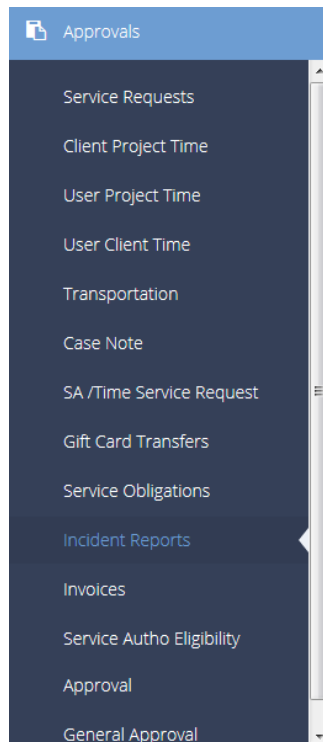 Approvals
Service Requests
Client Project Time
User Project Time
User Client Time
Transportation
Case Note
SA /Time Service Request
Gift Card Transfers
Service Obligations
Incident Reports
Invoices
Service Autho Eligibility
Approval
General Approval